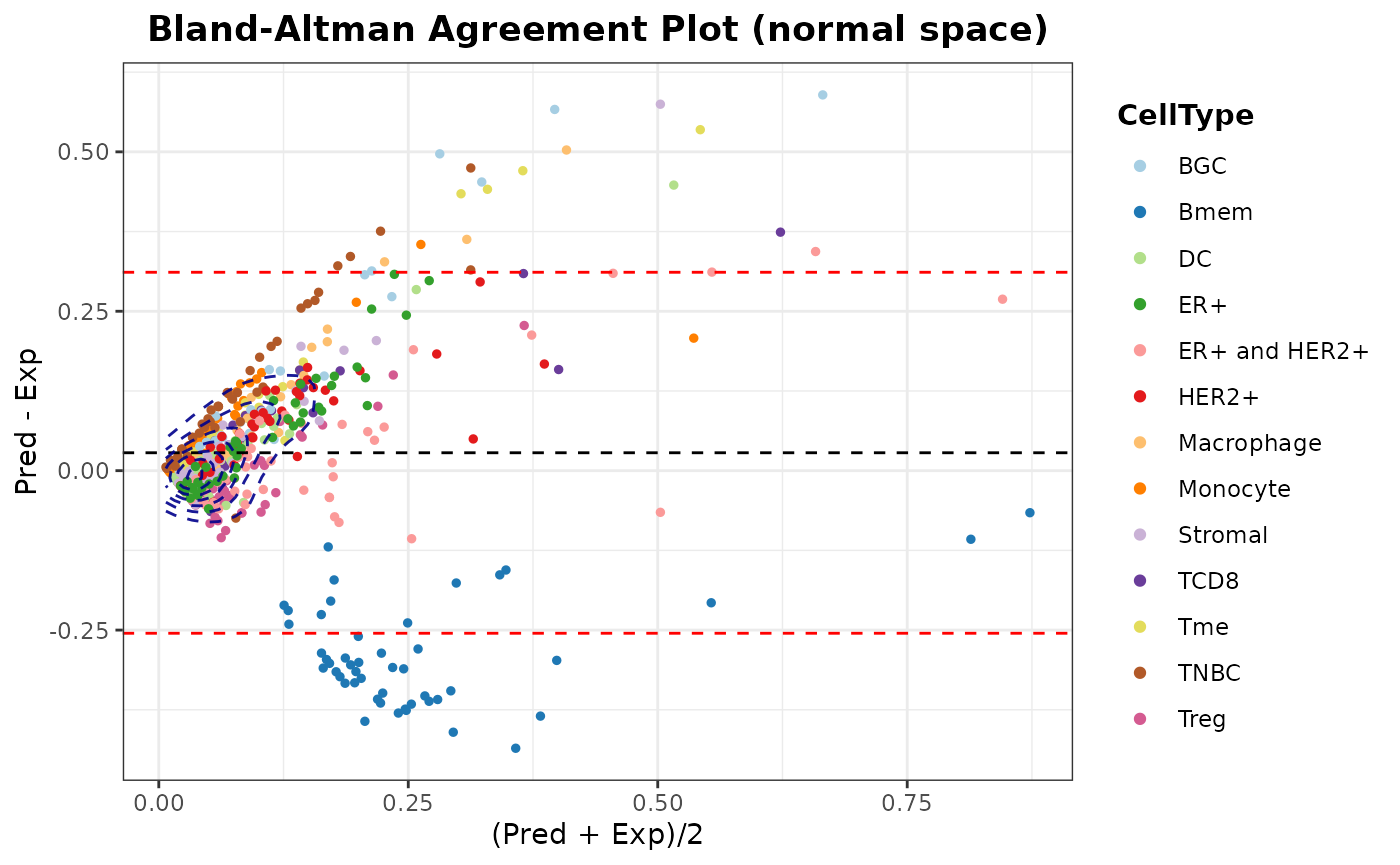 Bland-Altman Agreement Plot (normal space)
Pred - Exp
0.50
0.25
0.00
-0.25
0.00
0.25
0.50
0.75
(Pred + Exp)/2
CellType
BGC
Bmem
DC
ER+
ER+ and HER2+
HER2+
Macrophage
Monocyte
Stromal
TCD8
Tme
TNBC
Treg